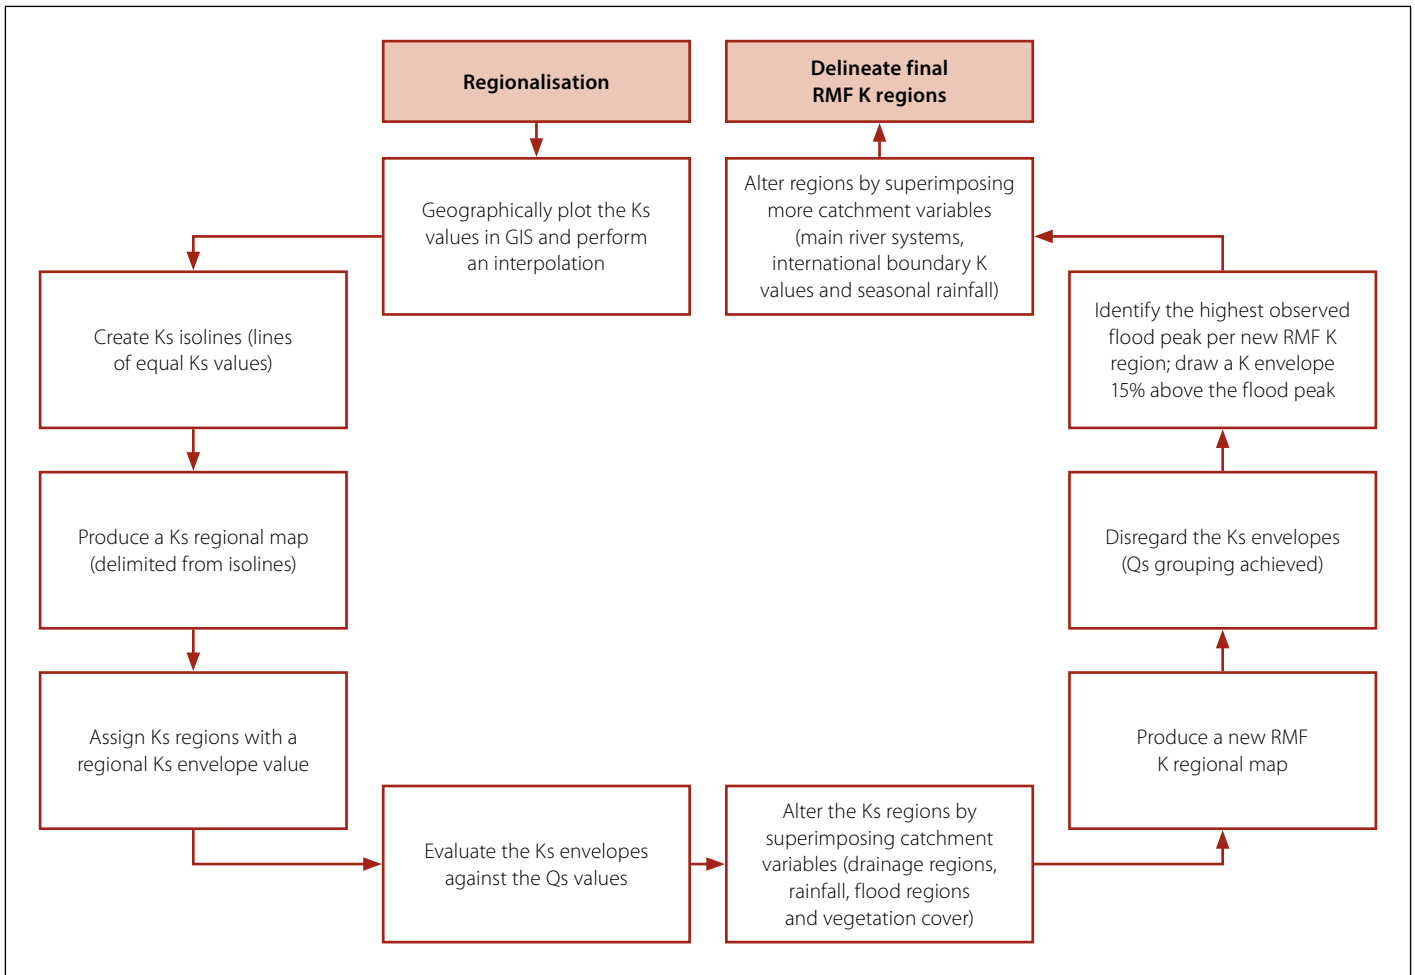 Regionalisation
Geographically plot the Ks
values in GIS and perform
an interpolation
Create Ks isolines (lines
of equal Ks values)
Produce a Ks regional map
(delimited from isolines)
Assign Ks regions with a
regional Ks envelope value
Evaluate the Ks envelopes
against the Qs values
Alter the Ks regions by
superimposing catchment
variables (drainage regions,
rainfall, flood regions
and vegetation cover)
Produce a new RMF
K regional map
Disregard the Ks envelopes
(Qs grouping achieved)
Identify the highest observed
flood peak per new RMF K
region; draw a K envelope
15% above the flood peak
Alter regions by superimposing
more catchment variables
(main river systems,
international boundary K
values and seasonal rainfall)
Delineate final
RMF K regions